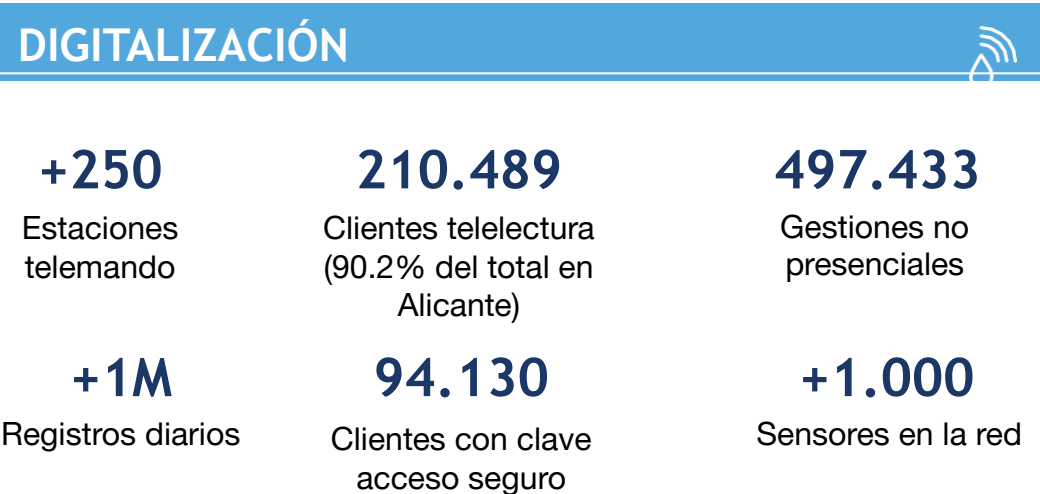 DIGITALIZACIÓN
+250
Estaciones
telemando
210.489
Clientes telelectura
(90.2% del total en
Alicante)
497.433
Gestiones no
presenciales
+1M
Registros diarios
94.130
Clientes con clave
acceso seguro
+1.000
Sensores en la red